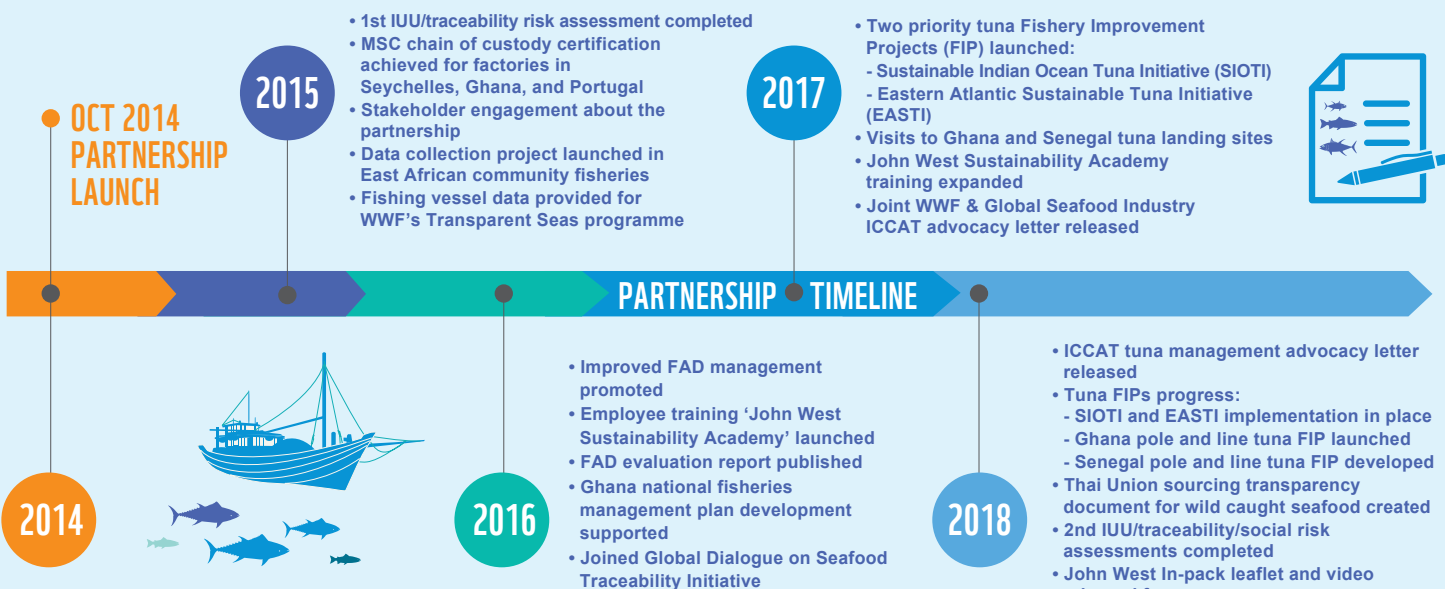 OCT 2014
PARTNERSHIP
LAUNCH
2015
• 1st IUU/traceability risk assessment completed
• MSC chain of custody certification
achieved for factories in
Seychelles, Ghana, and Portugal
• Stakeholder engagement about the
partnership
• Data collection project launched in
East African community fisheries
• Fishing vessel data provided for
WWF's Transparent Seas programme
2017
• Two priority tuna Fishery Improvement
Projects (FIP) launched:
- Sustainable Indian Ocean Tuna Initiative (SIOTI)
- Eastern Atlantic Sustainable Tuna Initiative
(EASTI)
• Visits to Ghana and Senegal tuna landing sites
• John West Sustainability Academy
training expanded
• Joint WWF & Global Seafood Industry
ICCAT advocacy letter released
PARTNERSHIP TIMELINE
2014
2016
• Improved FAD management
promoted
• Employee training ‘John West
Sustainability Academy’ launched
• FAD evaluation report published
• Ghana national fisheries
management plan development
supported
• Joined Global Dialogue on Seafood
Traceability Initiative
2018
• ICCAT tuna management advocacy letter
released
• Tuna FIPs progress:
- SIOTI and EASTI implementation in place
- Ghana pole and line tuna FIP launched
- Senegal pole and line tuna FIP developed
• Thai Union sourcing transparency
document for wild caught seafood created
• 2nd IUU/traceability/social risk
assessments completed
• John West In-pack leaflet and video